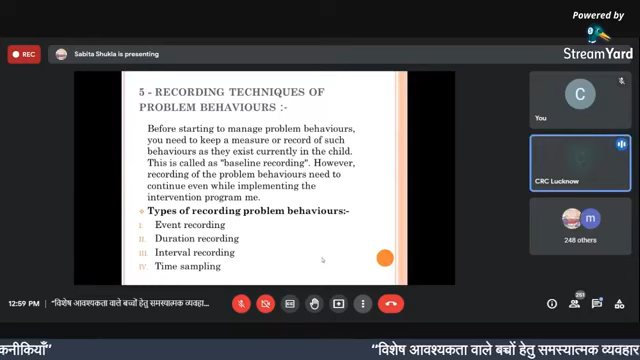 Powered by
StreamYard
REC
Sabita Shukla is presenting
5 - RECORDING TECHNIQUES OF
PROBLEM BEHAVIOURS :-
Before starting to manage problem behaviours,
you need to keep a measure or record of such
behaviours as they exist currently in the child.
This is called as "baseline recording". However,
recording of the problem behaviours need to
continue even while implementing the
intervention program me.
Types of recording problem behaviours:-
I. Event recording
II. Duration recording
III. Interval recording
IV. Time sampling
C
You
CRC Lucknow
m
248 others
12:59 PM | "विशेष आवश्यकता वाले बच्चों हेतु समस्यात्मक व्यवहा...
251
कनीकियाँ" "विशेष आवश्यकता वाले बच्चों हेतु समस्यात्मक व्यवहार